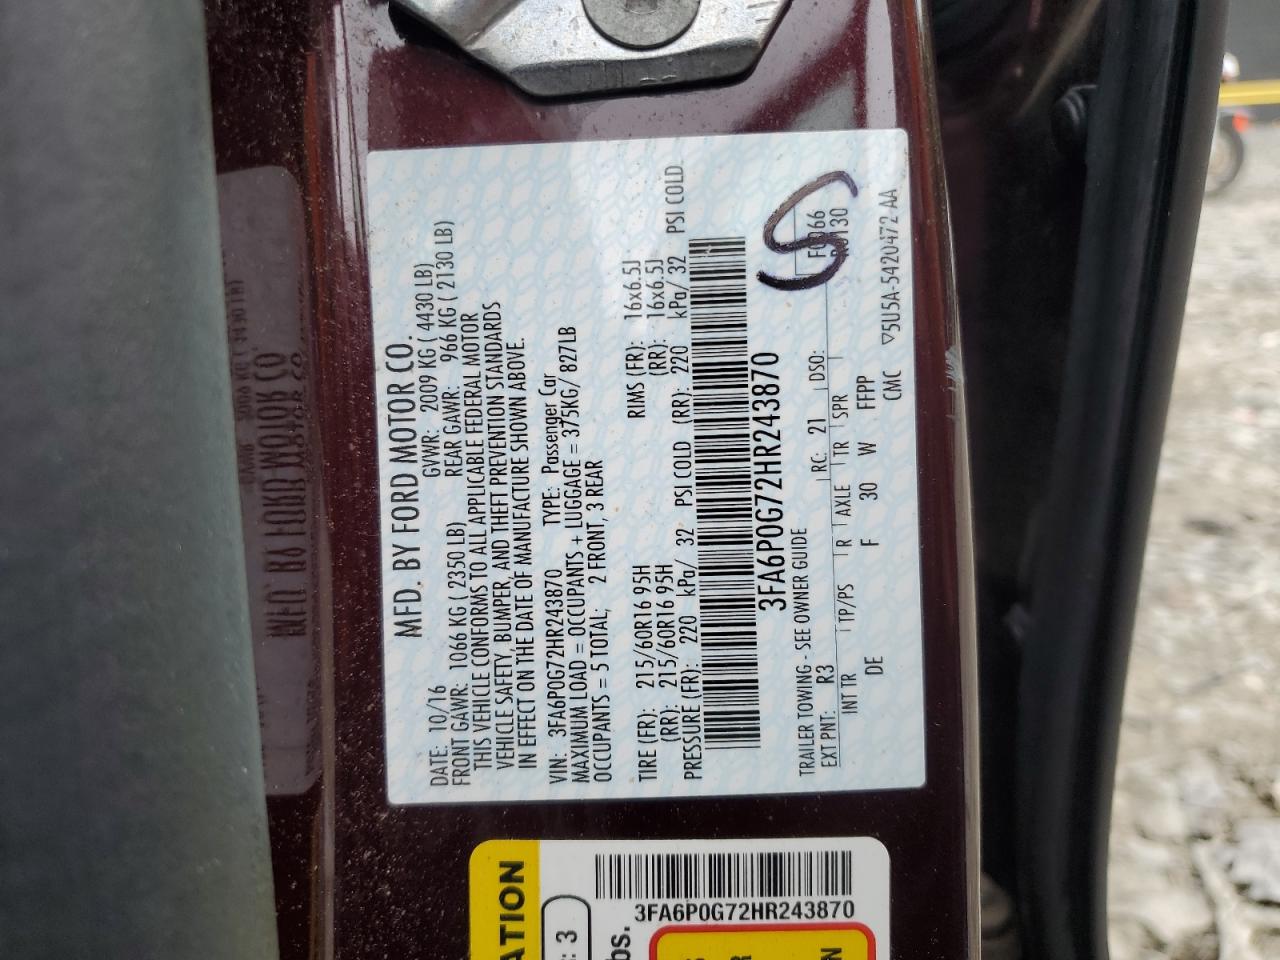 MFD. BY FORD MOTOR CO.
DATE: 10/16 GVWR: 2009 KG ( 4430 LB)
FRONT GAWR: 1066 KG ( 2350 LB) REAR GAWR: 966 KG ( 2130 LB)
THIS VEHICLE CONFORMS TO ALL APPLICABLE FEDERAL MOTOR
VEHICLE SAFETY, BUMPER, AND THEFT PREVENTION STANDARDS
IN EFFECT ON THE DATE OF MANUFACTURE SHOWN ABOVE.
VIN: 3FA6P0G72HR243870 TYPE: Passenger Car
MAXIMUM LOAD = OCCUPANTS + LUGGAGE = 375KG/ 827LB
OCCUPANTS = 5 TOTAL; 2 FRONT, 3 REAR
TIRE (FR): 215/60R16 95H RIMS (FR): 16x6.5J
(RR): 215/60R16 95H (RR): 16x6.5J
PRESSURE (FR): 220 kPa/ 32 PSI COLD (RR): 220 kPa/ 32 PSI COLD
3FA6P0G72HR243870
TRAILER TOWING - SEE OWNER GUIDE
EXT PNT: R3 RC: 21 DSO:
INT TR TP/PS R AXLE TR SPR
DE F 30 W FFPP
CMC ▽5U5A-5420472-AA
ATION
: 3
3FA6P0G72HR243870
bs.